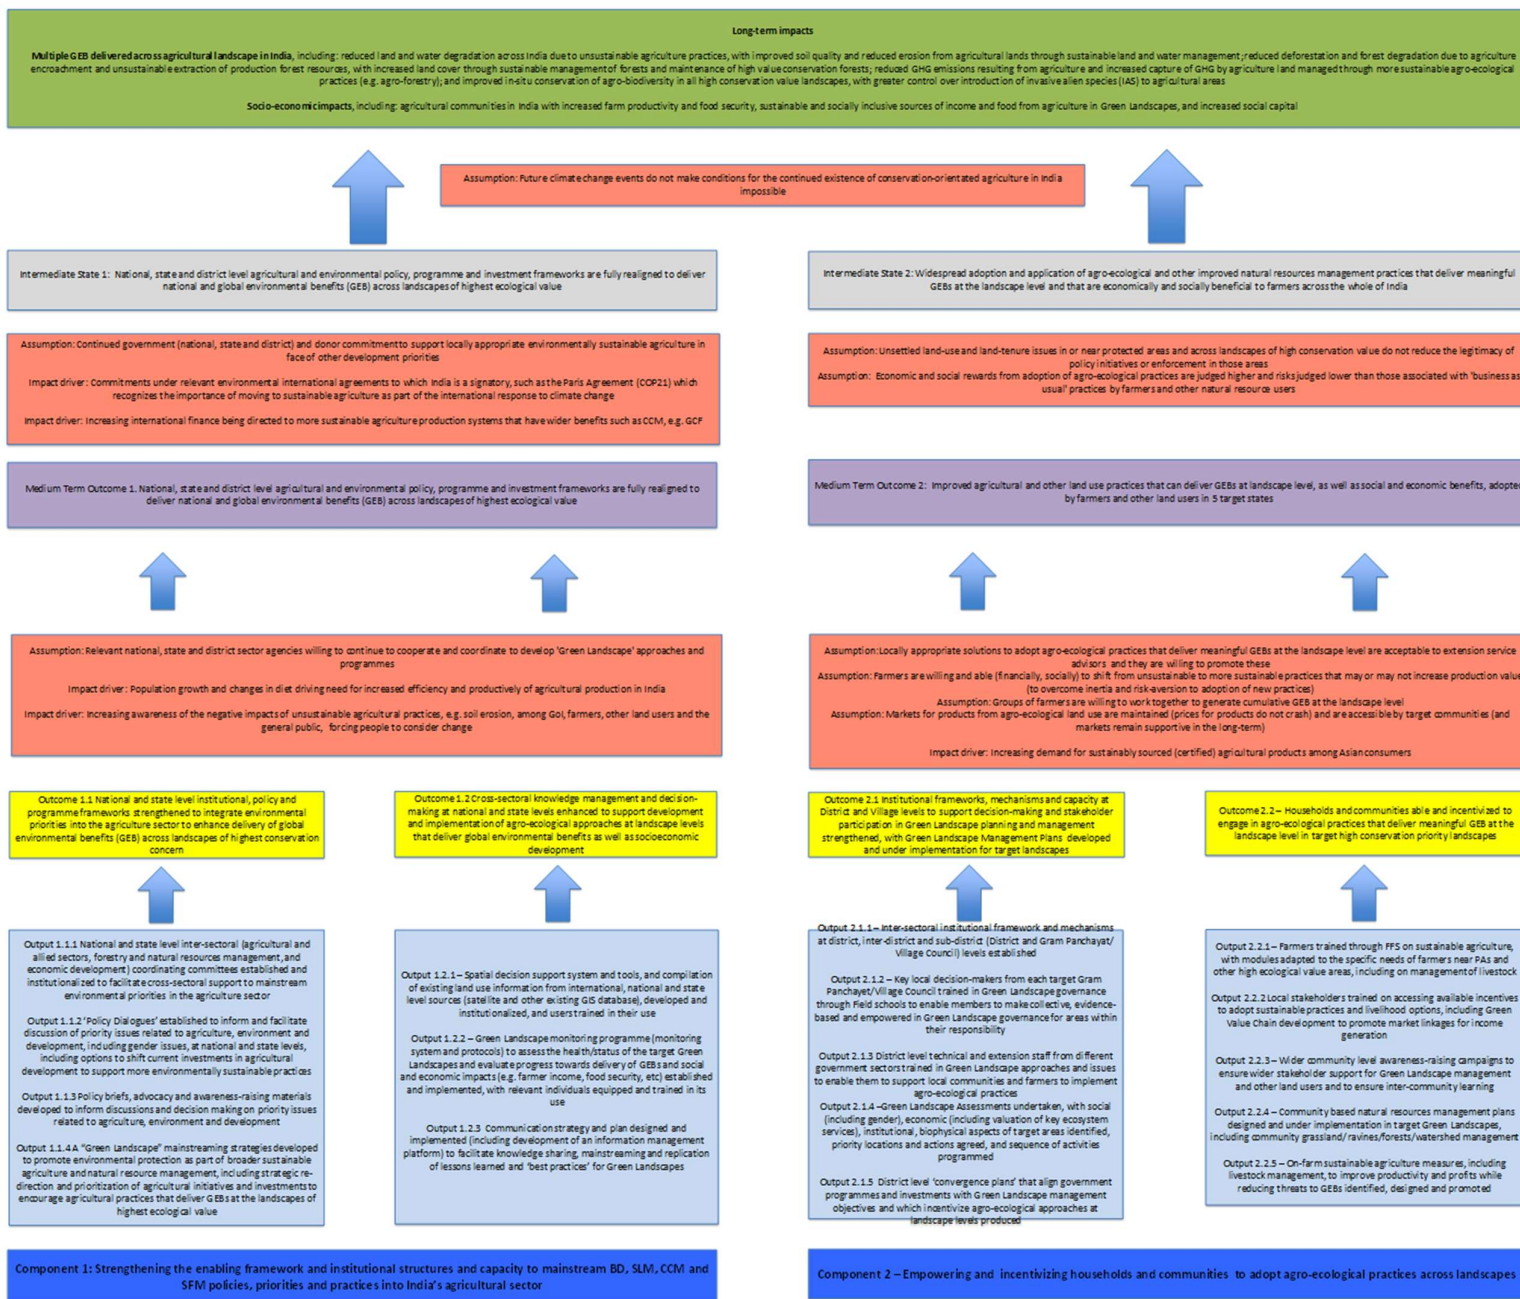 Long-term impacts
Multiple GEB delivered across agricultural landscape in India, including: reduced land and water degradation across India due to unsustainable agriculture practices, with improved soil quality and reduced erosion from agricultural lands through sustainable land and water management; reduced deforestation and forest degradation due to agriculture
encroachment and unsustainable extraction of production forest resources, with increased land cover through sustainable management of forests and maintenance of high value conservation forests; reduced GHG emissions resulting from agriculture and increased capture of GHG by agriculture land managed through more sustainable agro-ecological
practices (e.g. agro-forestry); and improved in-situ conservation of agro-biodiversity in all high conservation value landscapes, with greater control over introduction of invasive alien species (IAS) to agricultural areas
Socio-economic impacts, including: agricultural communities in India with increased farm productivity and food security, sustainable and socially inclusive sources of income and food from agriculture in Green Landscapes, and increased social capital
Assumption: Future climate change events do not make conditions for the continued existence of conservation-orientated agriculture in India
impossible
Intermediate State 1: National, state and district level agricultural and environmental policy, programme and investment frameworks are fully realigned to deliver
national and global environmental benefits (GEB) across landscapes of highest ecological value
Assumption: Continued government (national, state and district) and donor commitment to support locally appropriate environmentally sustainable agriculture in
face of other development priorities
Impact driver: Commitments under relevant environmental international agreements to which India is a signatory, such as the Paris Agreement (COP21) which
recognizes the importance of moving to sustainable agriculture as part of the international response to climate change
Impact driver: Increasing international finance being directed to more sustainable agriculture production systems that have wider benefits such as CCM, e.g. GCF
Medium Term Outcome 1. National, state and district level agricultural and environmental policy, programme and investment frameworks are fully realigned to
deliver national and global environmental benefits (GEB) across landscapes of highest ecological value
Assumption: Relevant national, state and district sector agencies willing to continue to cooperate and coordinate to develop 'Green Landscape' approaches and
programmes
Impact driver: Population growth and changes in diet driving need for increased efficiency and productively of agricultural production in India
Impact driver: Increasing awareness of the negative impacts of unsustainable agricultural practices, e.g. soil erosion, among GoI, farmers, other land users and the
general public, forcing people to consider change
Outcome 1.1 National and state level institutional, policy and
programme frameworks strengthened to integrate environmental
priorities into the agriculture sector to enhance delivery of global
environmental benefits (GEB) across landscapes of highest conservation
concern
Outcome 1.2 Cross-sectoral knowledge management and decision-
making at national and state levels enhanced to support development
and implementation of agro-ecological approaches at landscape levels
that deliver global environmental benefits as well as socioeconomic
development
Output 1.1.1 National and state level inter-sectoral (agricultural and
allied sectors, forestry and natural resources management, and
economic development) coordinating committees established and
institutionalized to facilitate cross-sectoral support to mainstream
environmental priorities in the agriculture sector
Output 1.1.2 'Policy Dialogues' established to inform and facilitate
discussion of priority issues related to agriculture, environment and
development, including gender issues, at national and state levels,
including options to shift current investments in agricultural
development to support more environmentally sustainable practices
Output 1.1.3 Policy briefs, advocacy and awareness-raising materials
developed to inform discussions and decision making on priority issues
related to agriculture, environment and development
Output 1.1.4 A "Green Landscape" mainstreaming strategies developed
to promote environmental protection as part of broader sustainable
agriculture and natural resource management, including strategic re-
direction and prioritization of agricultural initiatives and investments to
encourage agricultural practices that deliver GEBs at the landscapes of
highest ecological value
Output 1.2.1 – Spatial decision support system and tools, and compilation
of existing land use information from international, national and state
level sources (satellite and other existing GIS database), developed and
institutionalized, and users trained in their use
Output 1.2.2 – Green Landscape monitoring programme (monitoring
system and protocols) to assess the health/status of the target Green
Landscapes and evaluate progress towards delivery of GEBs and social
and economic impacts (e.g. farmer income, food security, etc) established
and implemented, with relevant individuals equipped and trained in its
use
Output 1.2.3 Communication strategy and plan designed and
implemented (including development of an information management
platform) to facilitate knowledge sharing, mainstreaming and replication
of lessons learned and 'best practices' for Green Landscapes
Component 1: Strengthening the enabling framework and institutional structures and capacity to mainstream BD, SLM, CCM and
SFM policies, priorities and practices into India's agricultural sector
Intermediate State 2: Widespread adoption and application of agro-ecological and other improved natural resources management practices that deliver meaningful
GEBs at the landscape level and that are economically and socially beneficial to farmers across the whole of India
Assumption: Unsettled land-use and land-tenure issues in or near protected areas and across landscapes of high conservation value do not reduce the legitimacy of
policy initiatives or enforcement in those areas
Assumption: Economic and social rewards from adoption of agro-ecological practices are judged higher and risks judged lower than those associated with 'business as
usual' practices by farmers and other natural resource users
Medium Term Outcome 2: Improved agricultural and other land use practices that can deliver GEBs at landscape level, as well as social and economic benefits, adopted
by farmers and other land users in 5 target states
Assumption: Locally appropriate solutions to adopt agro-ecological practices that deliver meaningful GEBs at the landscape level are acceptable to extension service
advisors and they are willing to promote these
Assumption: Farmers are willing and able (financially, socially) to shift from unsustainable to more sustainable practices that may or may not increase production value
(to overcome inertia and risk-aversion to adoption of new practices)
Assumption: Groups of farmers are willing to work together to generate cumulative GEB at the landscape level
Assumption: Markets for products from agro-ecological land use are maintained (prices for products do not crash) and are accessible by target communities (and
markets remain supportive in the long-term)
Impact driver: Increasing demand for sustainably sourced (certified) agricultural products among Asian consumers
Outcome 2.1 Institutional frameworks, mechanisms and capacity at
District and Village levels to support decision-making and stakeholder
participation in Green Landscape planning and management
strengthened, with Green Landscape Management Plans developed
and under implementation for target landscapes
Outcome 2.2 – Households and communities able and incentivized to
engage in agro-ecological practices that deliver meaningful GEB at the
landscape level in target high conservation priority landscapes
Output 2.1.1 – Inter-sectoral institutional framework and mechanisms
at district, inter-district and sub-district (District and Gram Panchayat/
Village Council) levels established
Output 2.1.2 – Key local decision-makers from each target Gram
Panchayet/Village Council trained in Green Landscape governance
through Field schools to enable members to make collective, evidence-
based and empowered in Green Landscape governance for areas within
their responsibility
Output 2.1.3 District level technical and extension staff from different
government sectors trained in Green Landscape approaches and issues
to enable them to support local communities and farmers to implement
agro-ecological practices
Output 2.1.4 –Green Landscape Assessments undertaken, with social
(including gender), economic (including valuation of key ecosystem
services), institutional, biophysical aspects of target areas identified,
priority locations and actions agreed, and sequence of activities
programmed
Output 2.1.5 District level 'convergence plans' that align government
programmes and investments with Green Landscape management
objectives and which incentivize agro-ecological approaches at
landscape levels produced
Output 2.2.1 – Farmers trained through FFS on sustainable agriculture,
with modules adapted to the specific needs of farmers near PAs and
other high ecological value areas, including on management of livestock
Output 2.2.2 Local stakeholders trained on accessing available incentives
to adopt sustainable practices and livelihood options, including Green
Value Chain development to promote market linkages for income
generation
Output 2.2.3 – Wider community level awareness-raising campaigns to
ensure wider stakeholder support for Green Landscape management
and other land users and to ensure inter-community learning
Output 2.2.4 – Community based natural resources management plans
designed and under implementation in target Green Landscapes,
including community grassland/ ravines/forests/watershed management
Output 2.2.5 – On-farm sustainable agriculture measures, including
livestock management, to improve productivity and profits while
reducing threats to GEBs identified, designed and promoted
Component 2 – Empowering and incentivizing households and communities to adopt agro-ecological practices across landscapes